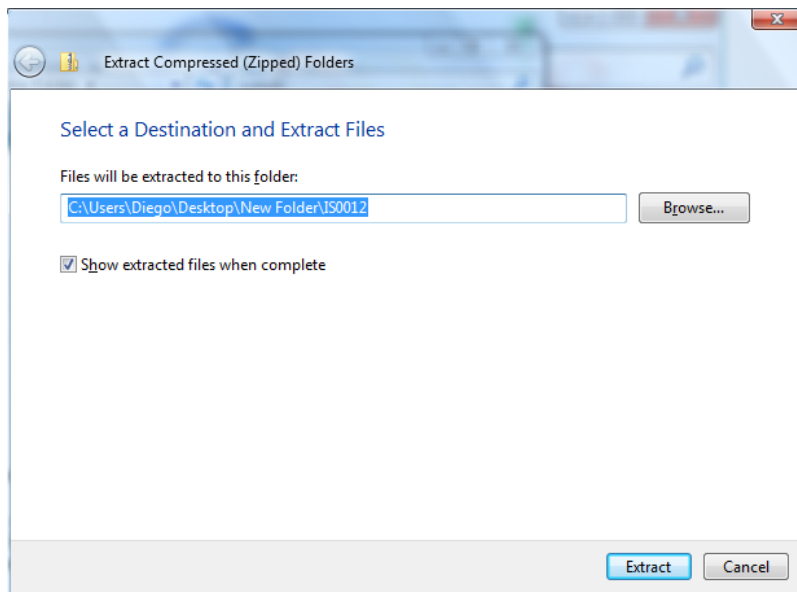 Extract Compressed (Zipped) Folders
Select a Destination and Extract Files
Files will be extracted to this folder:
C:\Users\Diego\Desktop\New Folder\IS0012
Browse...
Show extracted files when complete
Extract
Cancel